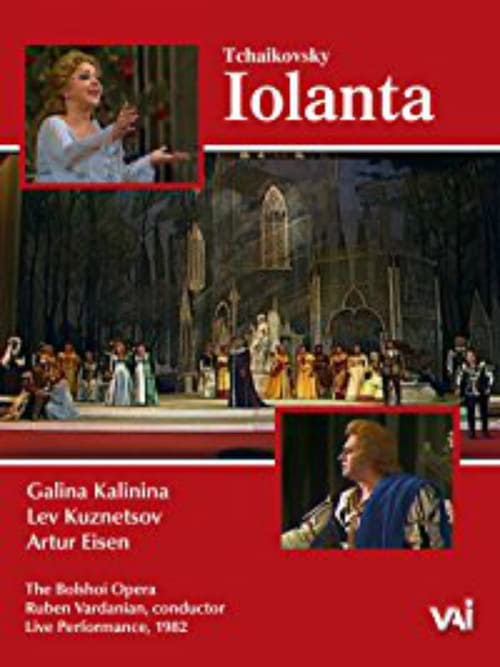 Tchaikovsky
Iolanta
Galina Kalinina
Lev Kuznetsov
Artur Eisen
The Bolshoi Opera
Ruben Vardanian, conductor
Live Performance, 1982
VAI